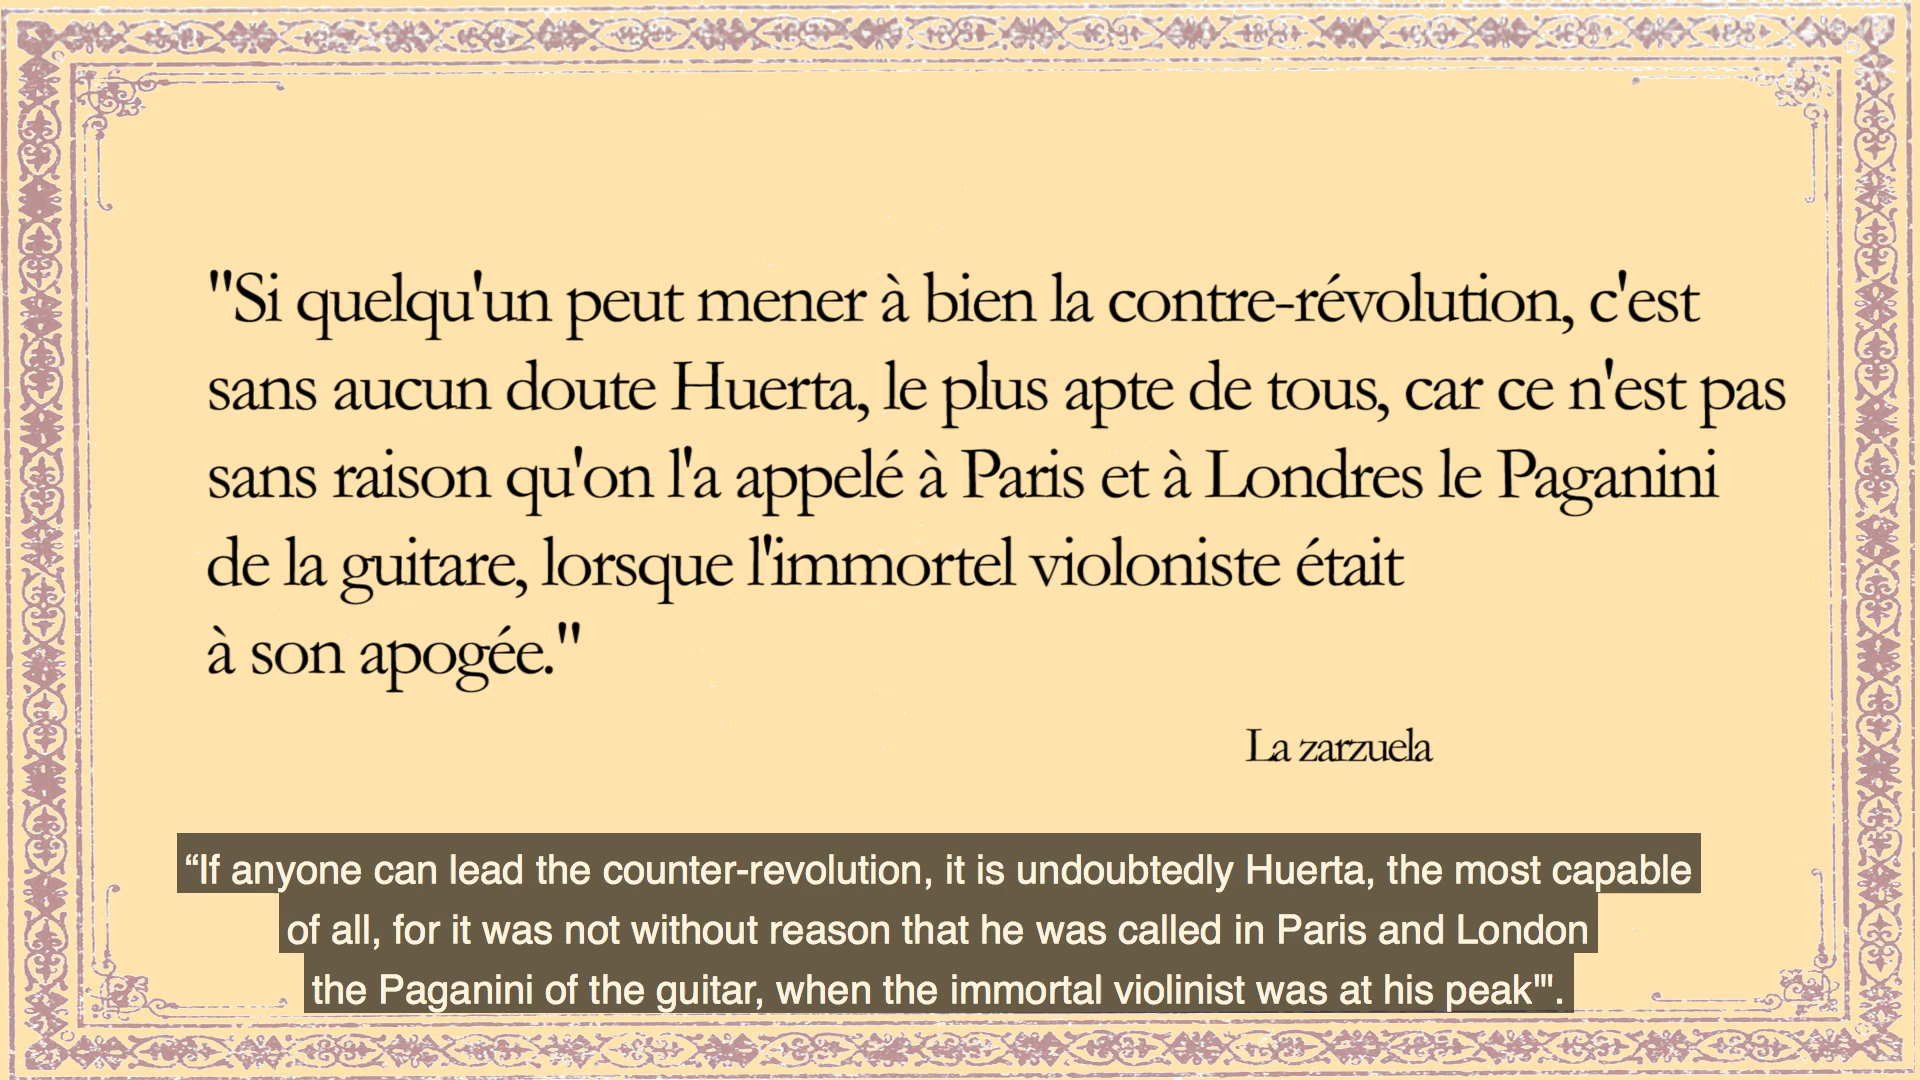 "Si quelqu'un peut mener à bien la contre-révolution, c'est
sans aucun doute Huerta, le plus apte de tous, car ce n'est pas
sans raison qu'on l'a appelé à Paris et à Londres le Paganini
de la guitare, lorsque l'immortel violoniste était
à son apogée."
La zarzuela
“If anyone can lead the counter-revolution, it is undoubtedly Huerta, the most capable
of all, for it was not without reason that he was called in Paris and London
the Paganini of the guitar, when the immortal violinist was at his peak"'.